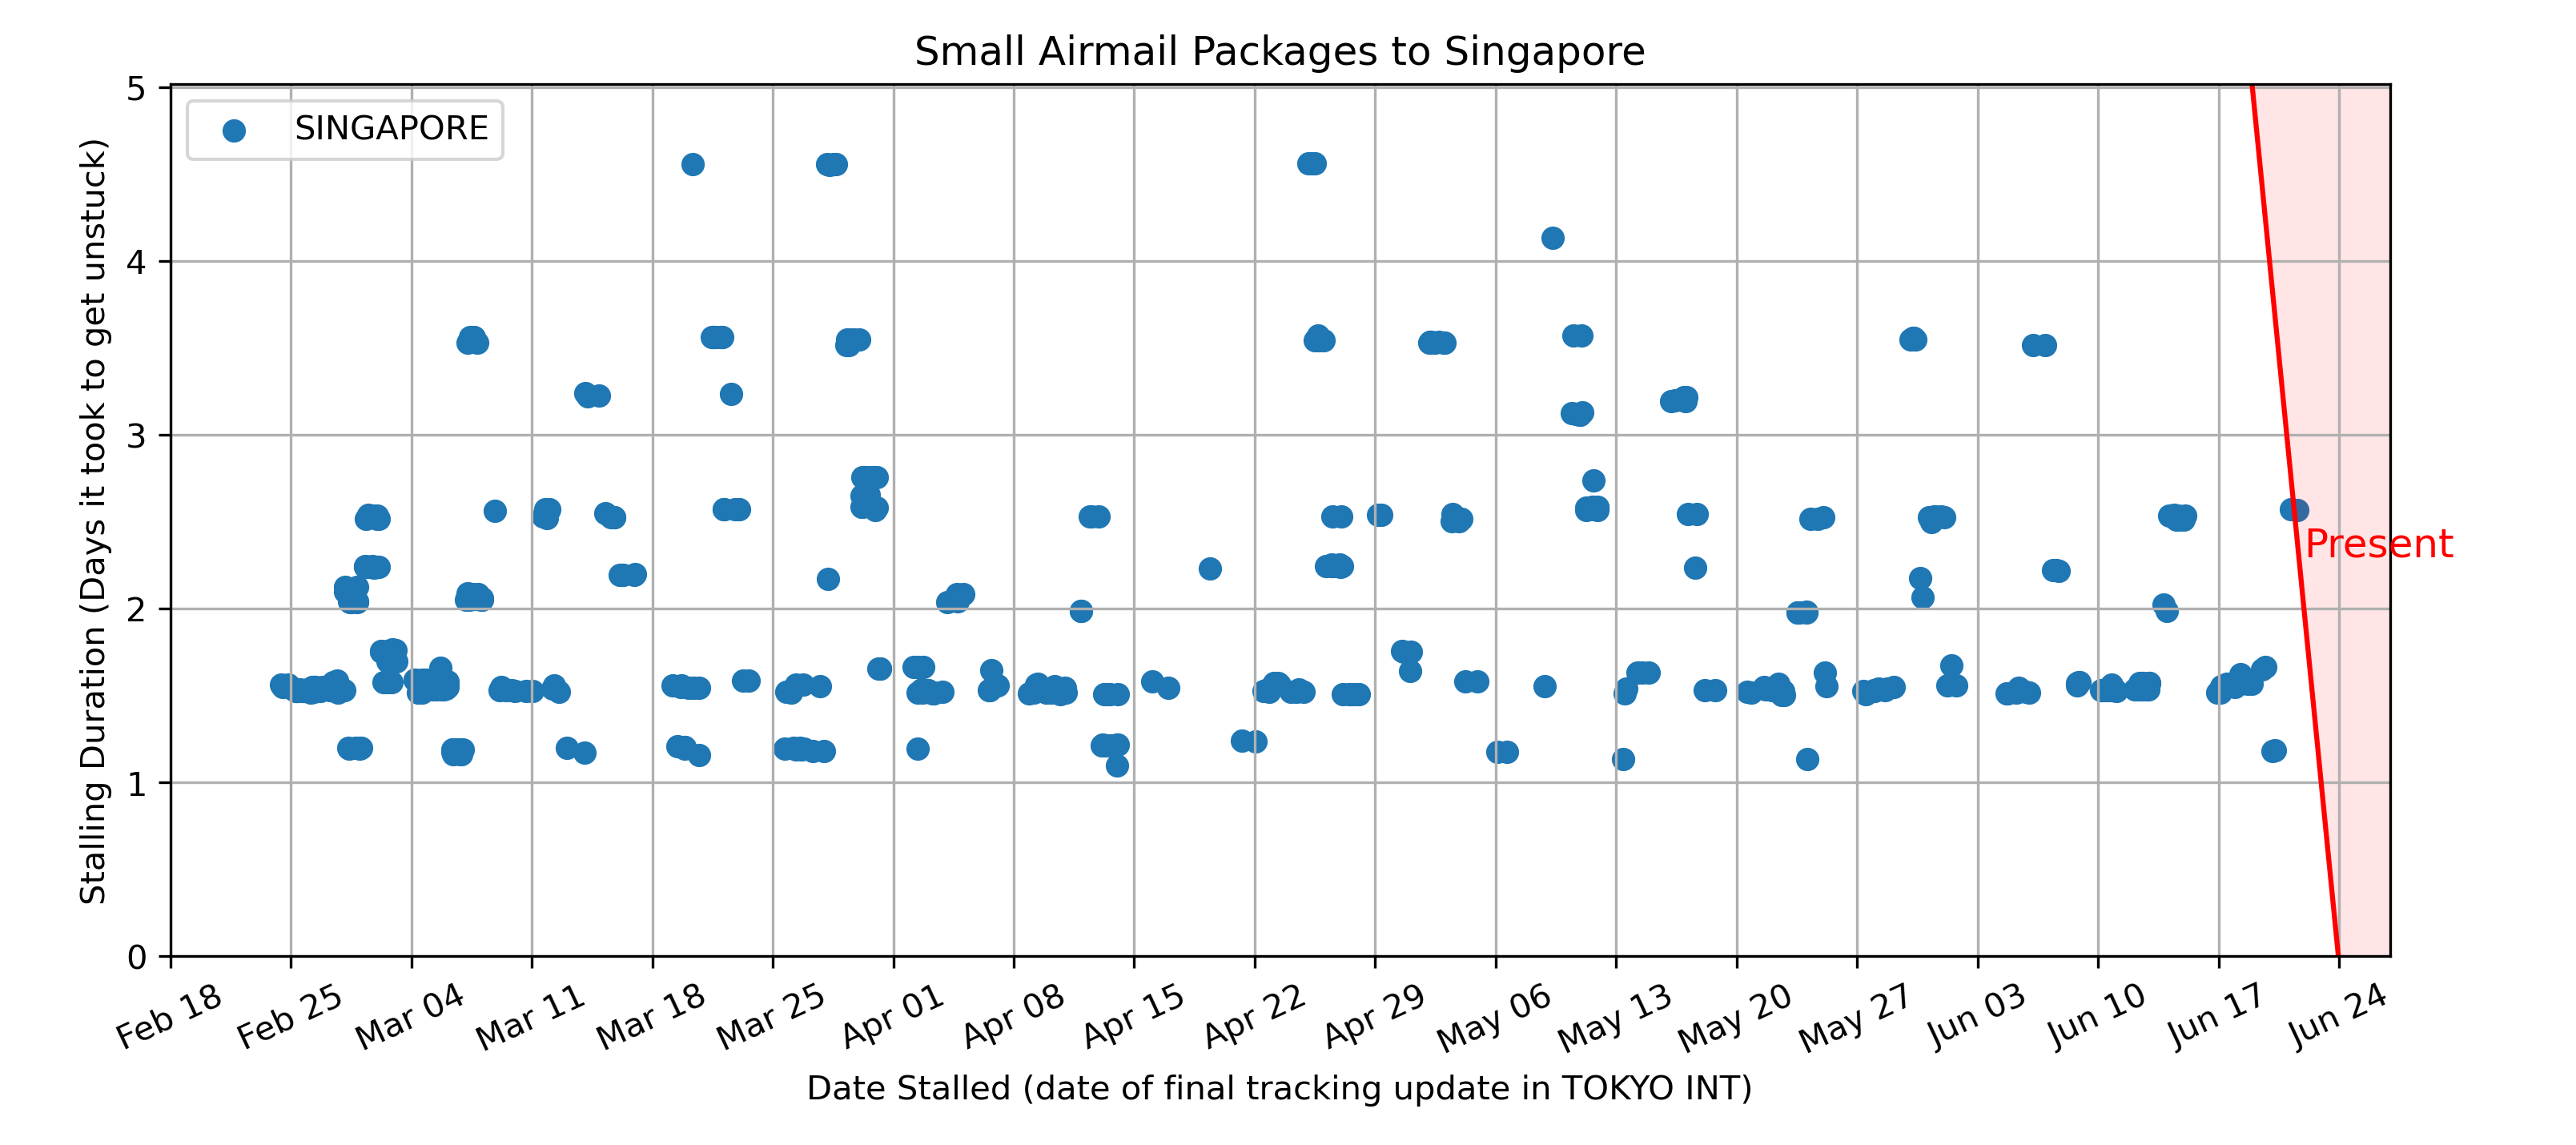 Small Airmail Packages to Singapore
SINGAPORE
Stalling Duration (Days it took to get unstuck)
5
4
3
2
1
0
Present
Feb 18
Feb 25
Mar 04
Mar 11
Mar 18
Mar 25
Apr 01
Apr 08
Apr 15
Apr 22
Apr 29
May 06
May 13
May 20
May 27
Jun 03
Jun 10
Jun 17
Jun 24
Date Stalled (date of final tracking update in TOKYO INT)